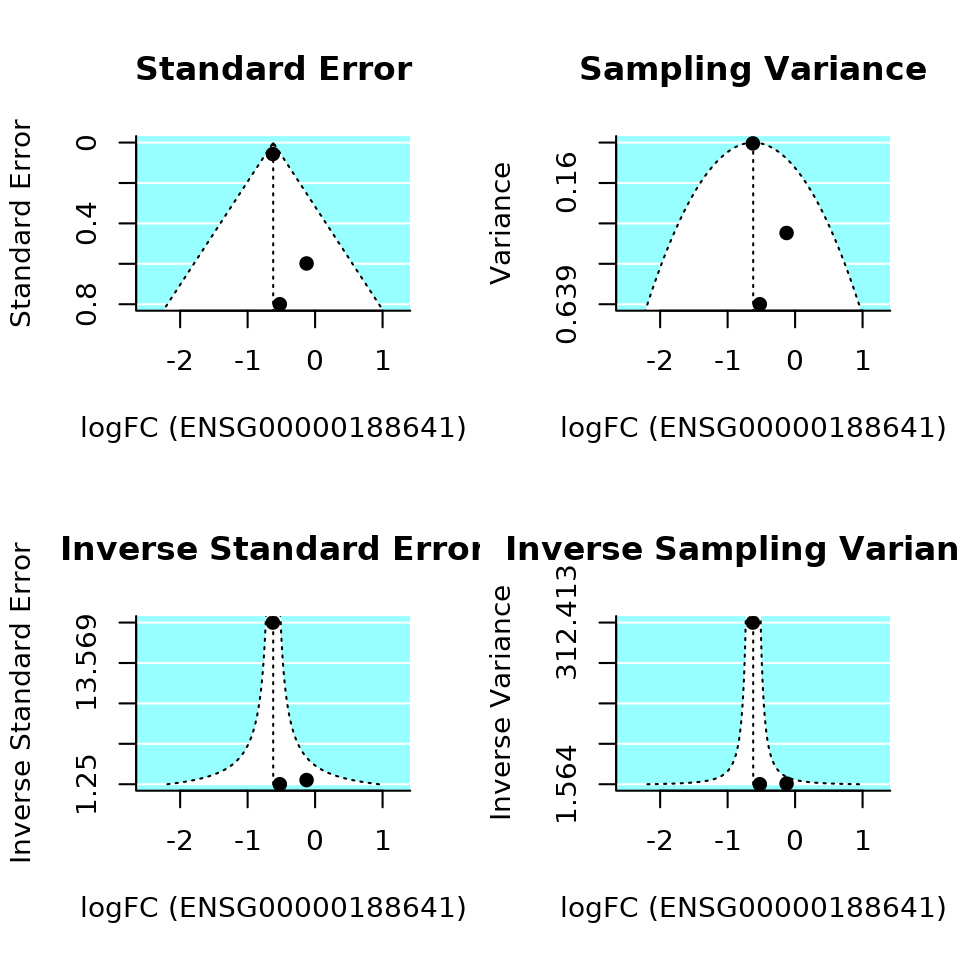 Standard Error
Standard Error
0
0.4
0.8
-2 -1 0 1
logFC (ENSG00000188641)
Sampling Variance
Variance
0.16
0.639
-2 -1 0 1
logFC (ENSG00000188641)
Inverse Standard Error
Inverse Standard Error
13.569
1.25
-2 -1 0 1
logFC (ENSG00000188641)
Inverse Sampling Varian
Inverse Variance
312.413
1.564
-2 -1 0 1
logFC (ENSG00000188641)